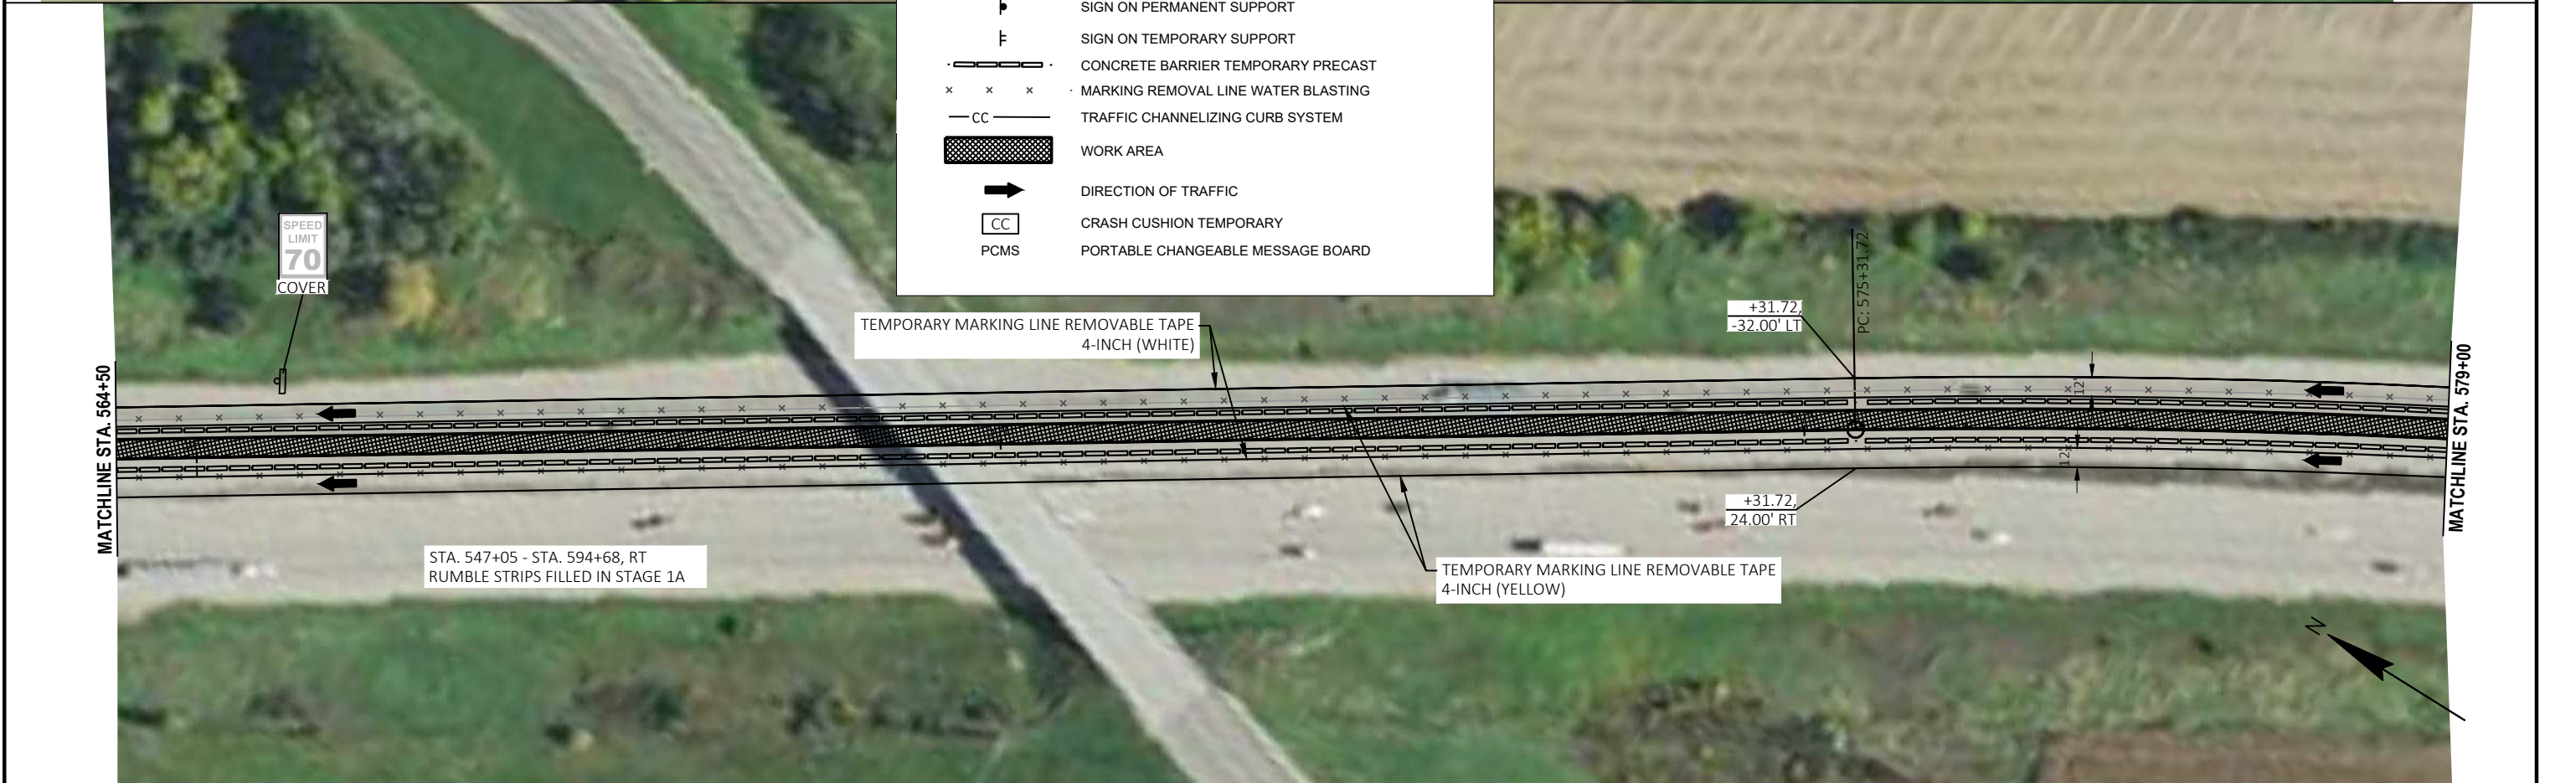 SIGN ON PERMANENT SUPPORT
SIGN ON TEMPORARY SUPPORT
CONCRETE BARRIER TEMPORARY PRECAST
MARKING REMOVAL LINE WATER BLASTING
CC
TRAFFIC CHANNELIZING CURB SYSTEM
WORK AREA
DIRECTION OF TRAFFIC
CC
CRASH CUSHION TEMPORARY
PCMS
PORTABLE CHANGEABLE MESSAGE BOARD
SPEED
LIMIT
70
COVER
TEMPORARY MARKING LINE REMOVABLE TAPE
4-INCH (WHITE)
+31.72,
-32.00' LT
PC: 575+31.72
12'
12'
MATCHLINE STA. 564+50
MATCHLINE STA. 579+00
+31.72,
24.00' RT
STA. 547+05 - STA. 594+68, RT
RUMBLE STRIPS FILLED IN STAGE 1A
TEMPORARY MARKING LINE REMOVABLE TAPE
4-INCH (YELLOW)
N